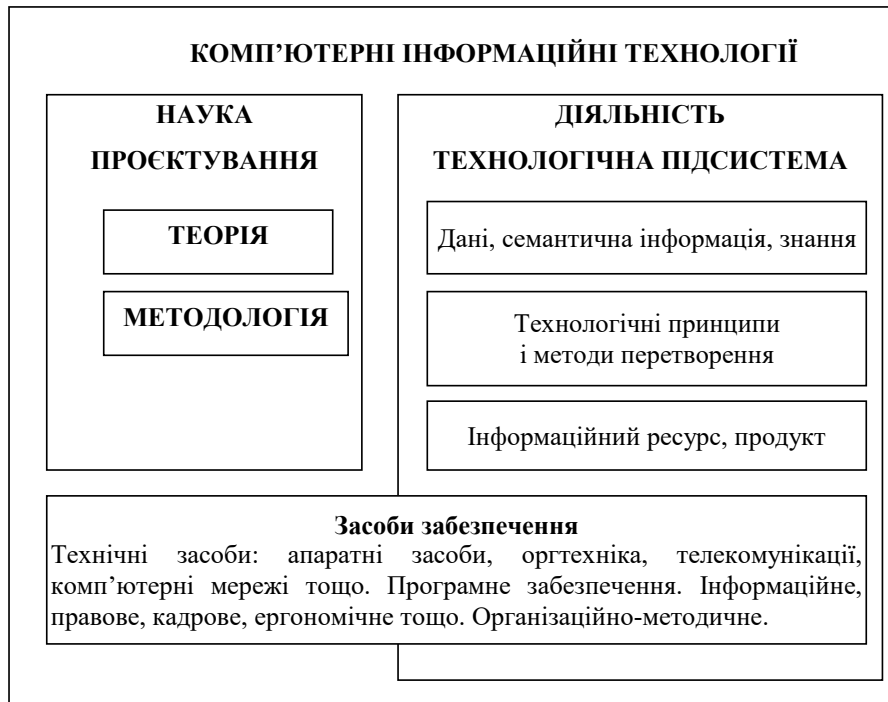 КОМП’ЮТЕРНІ ІНФОРМАЦІЙНІ ТЕХНОЛОГІЇ
НАУКА
ПРОЄКТУВАННЯ
ТЕОРІЯ
МЕТОДОЛОГІЯ
ДІЯЛЬНІСТЬ
ТЕХНОЛОГІЧНА ПІДСИСТЕМА
Дані, семантична інформація, знання
Технологічні принципи
і методи перетворення
Інформаційний ресурс, продукт
Засоби забезпечення
Технічні засоби: апаратні засоби, оргтехніка, телекомунікації,
комп’ютерні мережі тощо. Програмне забезпечення. Інформаційне,
правове, кадрове, ергономічне тощо. Організаційно-методичне.